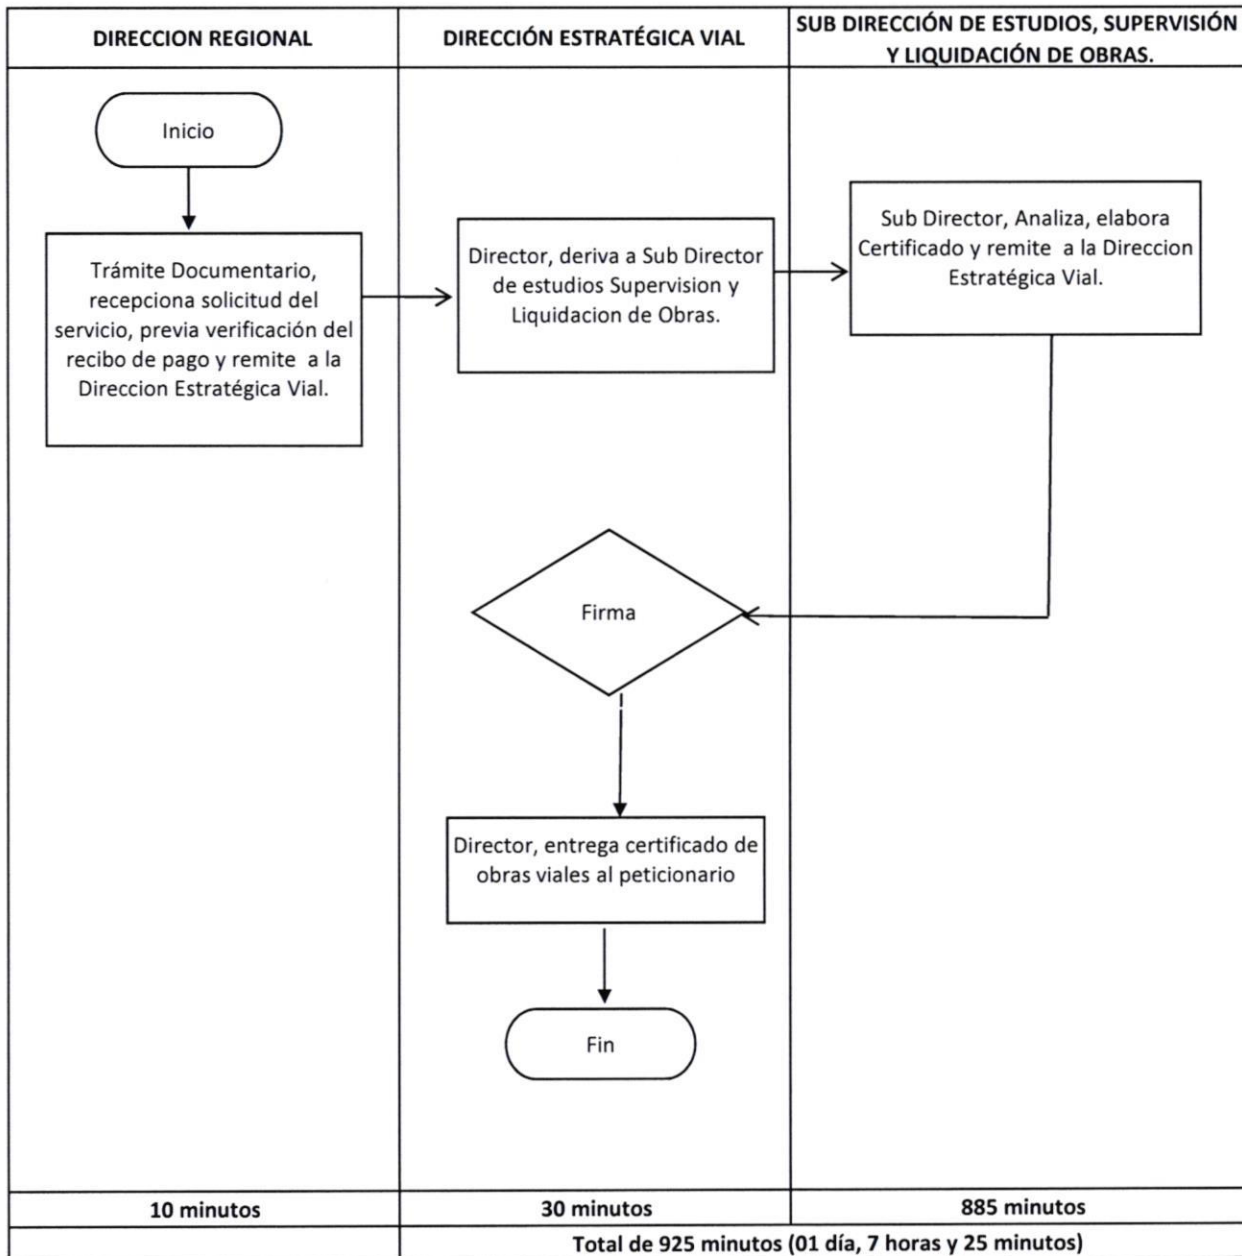 DIRECCION REGIONAL
DIRECCIÓN ESTRATÉGICA VIAL
SUB DIRECCIÓN DE ESTUDIOS, SUPERVISIÓN
Y LIQUIDACIÓN DE OBRAS.
Inicio
Trámite Documentario,
recepciona solicitud del
servicio, previa verificación del
recibo de pago y remite a la
Direccion Estratégica Vial.
Director, deriva a Sub Director
de estudios Supervision y
Liquidacion de Obras.
Sub Director, Analiza, elabora
Certificado y remite a la Direccion
Estratégica Vial.
Firma
Director, entrega certificado de
obras viales al peticionario
Fin
10 minutos
30 minutos
885 minutos
Total de 925 minutos (01 día, 7 horas y 25 minutos)